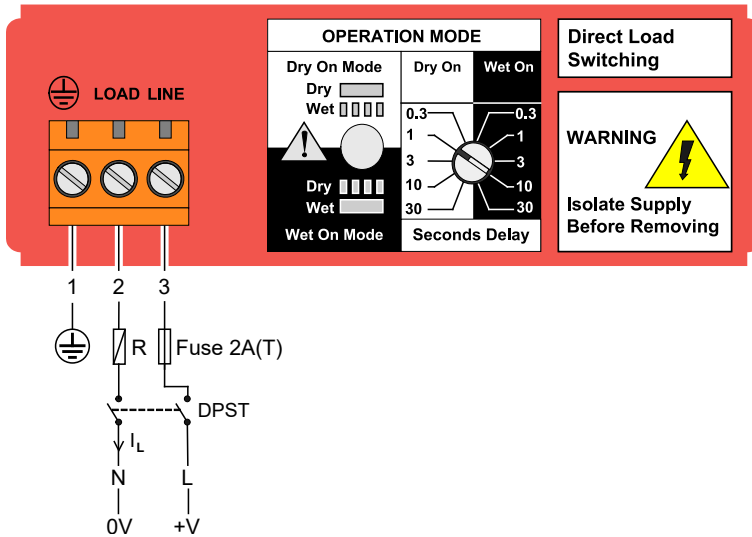 LOAD LINE
OPERATION MODE
Dry On Mode
Dry
Wet
Dry
Wet
Wet On Mode
Dry On
Wet On
0.3
0.3
1
1
3
3
10
10
30
30
Seconds Delay
Direct Load
Switching
WARNING
Isolate Supply
Before Removing
1
2
3
R
Fuse 2A(T)
DPST
IL
N
L
0V
+V